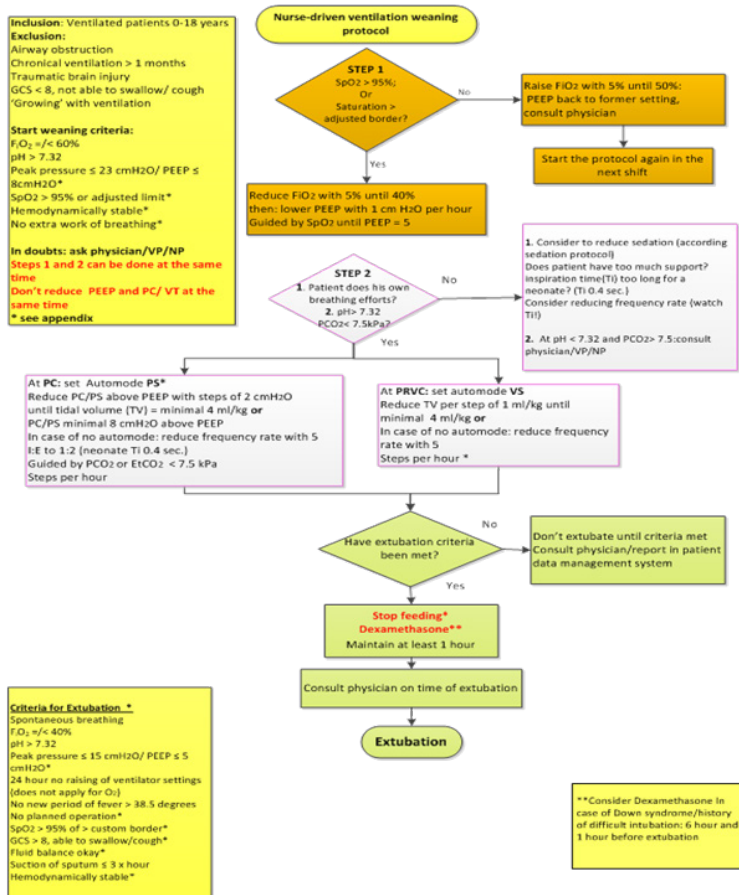 Inclusion: Ventilated patients 0-18 years
Exclusion:
Airway obstruction
Chronical ventilation > 1 months
Traumatic brain injury
GCS < 8, not able to swallow/ cough
'Growing' with ventilation
Start weaning criteria:
FiO2 =/< 60%
pH > 7.32
Peak pressure ≤ 23 cmH2O/ PEEP ≤
8cmH2O*
SpO2 > 95% or adjusted limit*
Hemodynamically stable*
No extra work of breathing*
In doubts: ask physician/VP/NP
Steps 1 and 2 can be done at the same
time
Don't reduce PEEP and PC/ VT at the
same time
* see appendix
Nurse-driven ventilation weaning
protocol
STEP 1
SpO2 > 95%;
Or
Saturation >
adjusted border?
No
Raise FiO2 with 5% until 50%:
PEEP back to former setting,
consult physician
Start the protocol again in the
next shift
Yes
Reduce FiO2 with 5% until 40%
then: lower PEEP with 1 cm H2O per hour
Guided by SpO2 until PEEP = 5
STEP 2
1. Patient does his own
breathing efforts?
2. pH> 7.32
PCO2< 7.5kPa?
No
1. Consider to reduce sedation (according
sedation protocol)
Does patient have too much support?
inspiration time(Ti) too long for a
neonate? (Ti 0.4 sec.)
Consider reducing frequency rate (watch
Ti!)
2. At pH < 7.32 and PCO2> 7.5:consult
physician/VP/NP
Yes
At PC: set Automode PS*
Reduce PC/PS above PEEP with steps of 2 cmH2O
until tidal volume (TV) = minimal 4 ml/kg or
PC/PS minimal 8 cmH2O above PEEP
In case of no automode: reduce frequency rate with 5
I:E to 1:2 (neonate Ti 0.4 sec.)
Guided by PCO2 or EtCO2 < 7.5 kPa
Steps per hour
At PRVC: set automode VS
Reduce TV per step of 1 ml/kg until
minimal 4 ml/kg or
In case of no automode: reduce frequency
rate with 5
Steps per hour *
Have extubation criteria
been met?
No
Don't extubate until criteria met
Consult physician/report in patient
data management system
Yes
Stop feeding*
Dexamethasone**
Maintain at least 1 hour
Consult physician on time of extubation
Extubation
Criteria for Extubation *
Spontaneous breathing
FiO2 =/< 40%
pH > 7.32
Peak pressure ≤ 15 cmH2O/ PEEP ≤ 5
cmH2O*
24 hour no raising of ventilator settings
(does not apply for O2)
No new period of fever > 38.5 degrees
No planned operation*
SpO2 > 95% of > custom border*
GCS > 8, able to swallow/cough*
Fluid balance okay*
Suction of sputum ≤ 3 x hour
Hemodynamically stable*
**Consider Dexamethasone In
case of Down syndrome/history
of difficult intubation: 6 hour and
1 hour before extubation